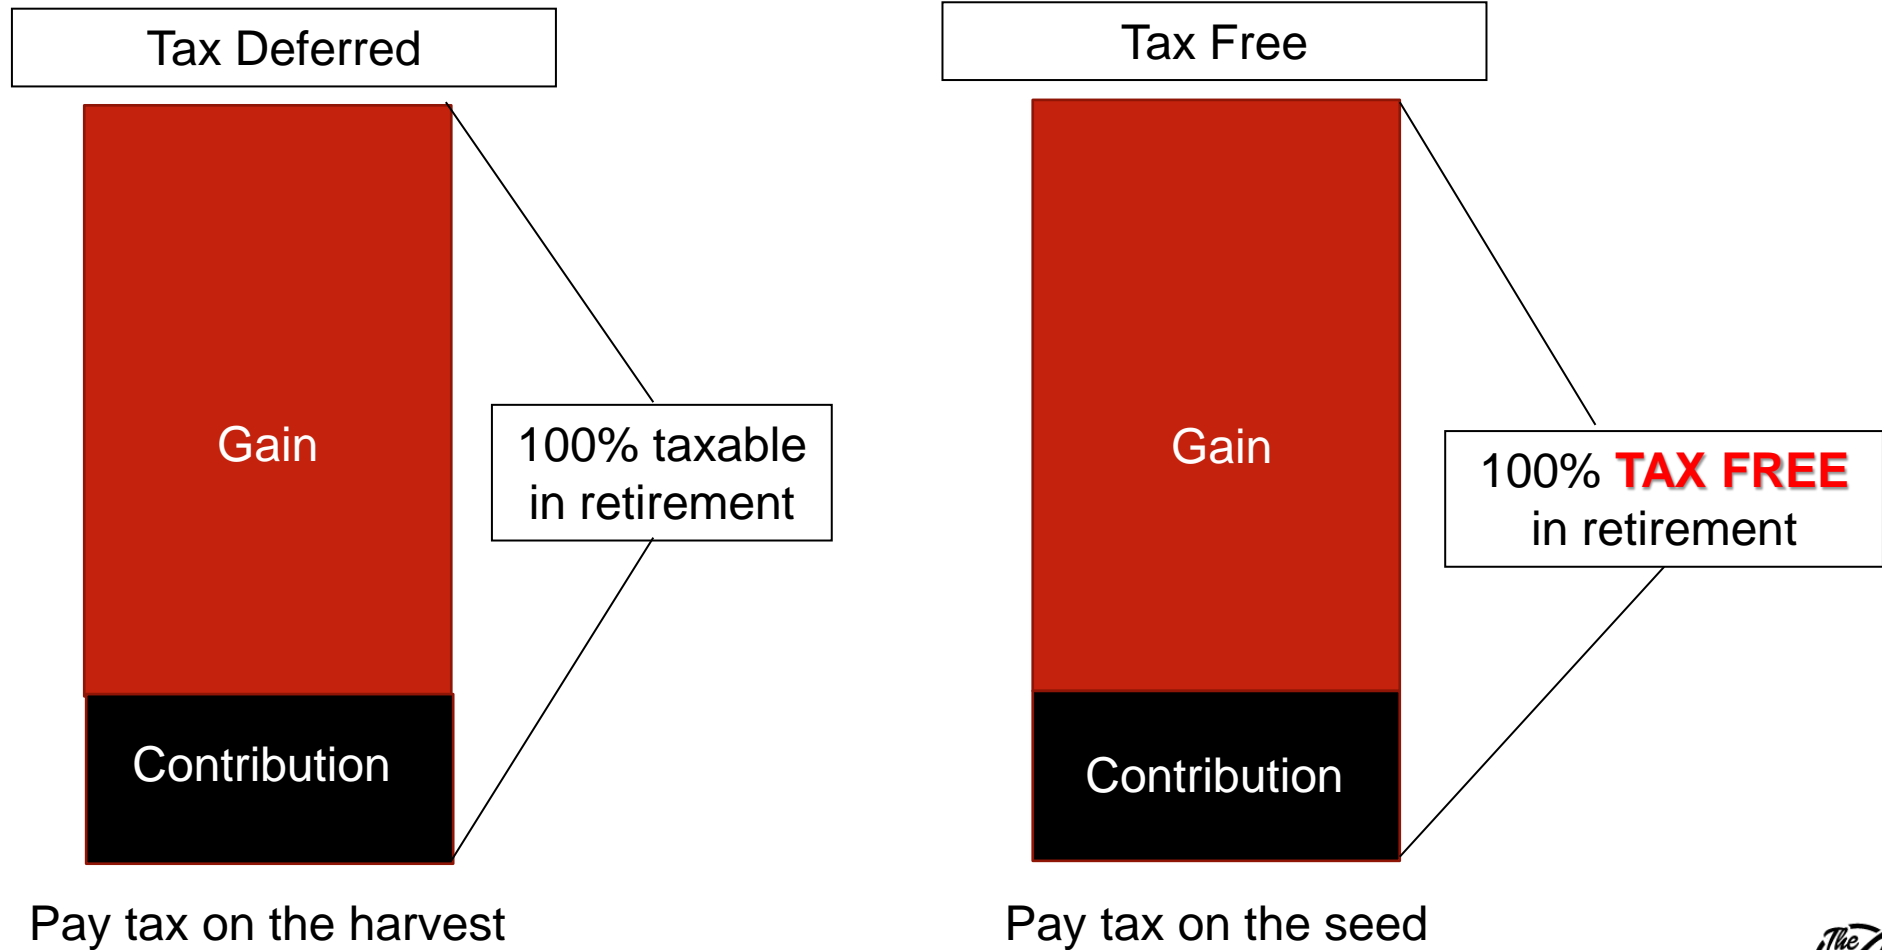 Tax Deferred
Gain
100% taxable
in retirement
Contribution
Pay tax on the harvest
Tax Free
Gain
100% TAX FREE
in retirement
Contribution
Pay tax on the seed
The